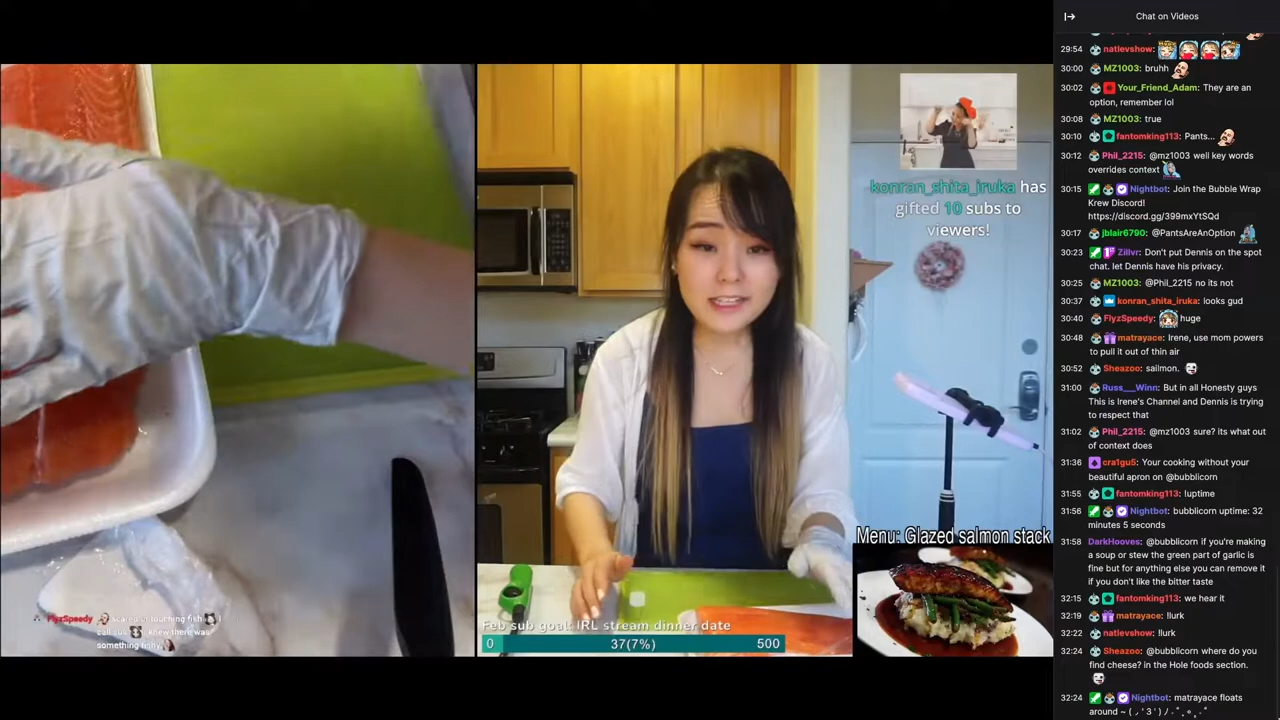 konran_shita_iruka has
gifted 10 subs to
viewers!
Menu: Glazed salmon stack
FlyzSpeedy: scared of touching fish
call sus knew there was
something fishy
Feb sub goal: IRL stream dinner date
0 37(7%) 500
Chat on Videos
29:54 natlevshow:
30:00 MZ1003: bruhh
30:02 Your_Friend_Adam: They are an
option, remember lol
30:08 MZ1003: true
30:10 fantomking113: Pants...
30:12 Phil_2215: @mz1003 well key words
overrides context
30:15 Nightbot: Join the Bubble Wrap
Krew Discord!
https://discord.gg/399mxYtSQd
30:17 jblair6790: @PantsAreAnOption
30:23 Zillvr: Don't put Dennis on the spot
chat. let Dennis have his privacy.
30:25 MZ1003: @Phil_2215 no its not
30:37 konran_shita_iruka: looks gud
30:40 FlyzSpeedy: huge
30:48 matrayace: Irene, use mom powers
to pull it out of thin air
30:52 Sheazoo: sailmon.
31:00 Russ__Winn: But in all Honesty guys
This is Irene's Channel and Dennis is trying
to respect that
31:02 Phil_2215: @mz1003 sure? its what out
of context does
31:36 cra1gu5: Your cooking without your
beautiful apron on @bubblicorn
31:55 fantomking113: !uptime
31:56 Nightbot: bubblicorn uptime: 32
minutes 5 seconds
31:58 DarkHooves: @bubblicorn if you're making
a soup or stew the green part of garlic is
fine but for anything else you can remove it
if you don't like the bitter taste
32:15 fantomking113: we hear it
32:19 matrayace: !lurk
32:22 natlevshow: !lurk
32:24 Sheazoo: @bubblicorn where do you
find cheese? in the Hole foods section.
32:24 Nightbot: matrayace floats
around ~